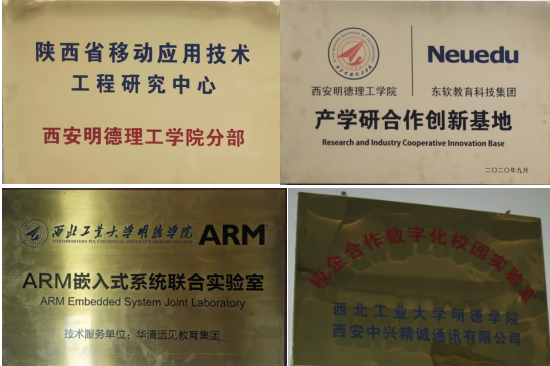 陕西省移动应用技术
工程研究中心
西安明德理工学院分部
Neuedu
西安明德理工学院
东软教育科技集团
产学研合作创新基地
Research and Industry Cooperative Innovation Base
二〇二〇年九月
西北工业大学明德学院
NORTHWESTERN POLYTECHNICAL UNIVERSITY MINGDE COLLEGE
ARM
ARM嵌入式系统联合实验室
ARM Embedded System Joint Laboratory
技术服务单位：华清远见教育集团
校企合作数字化校园实验室
西北工业大学明德学院
西安中兴精诚通讯有限公司